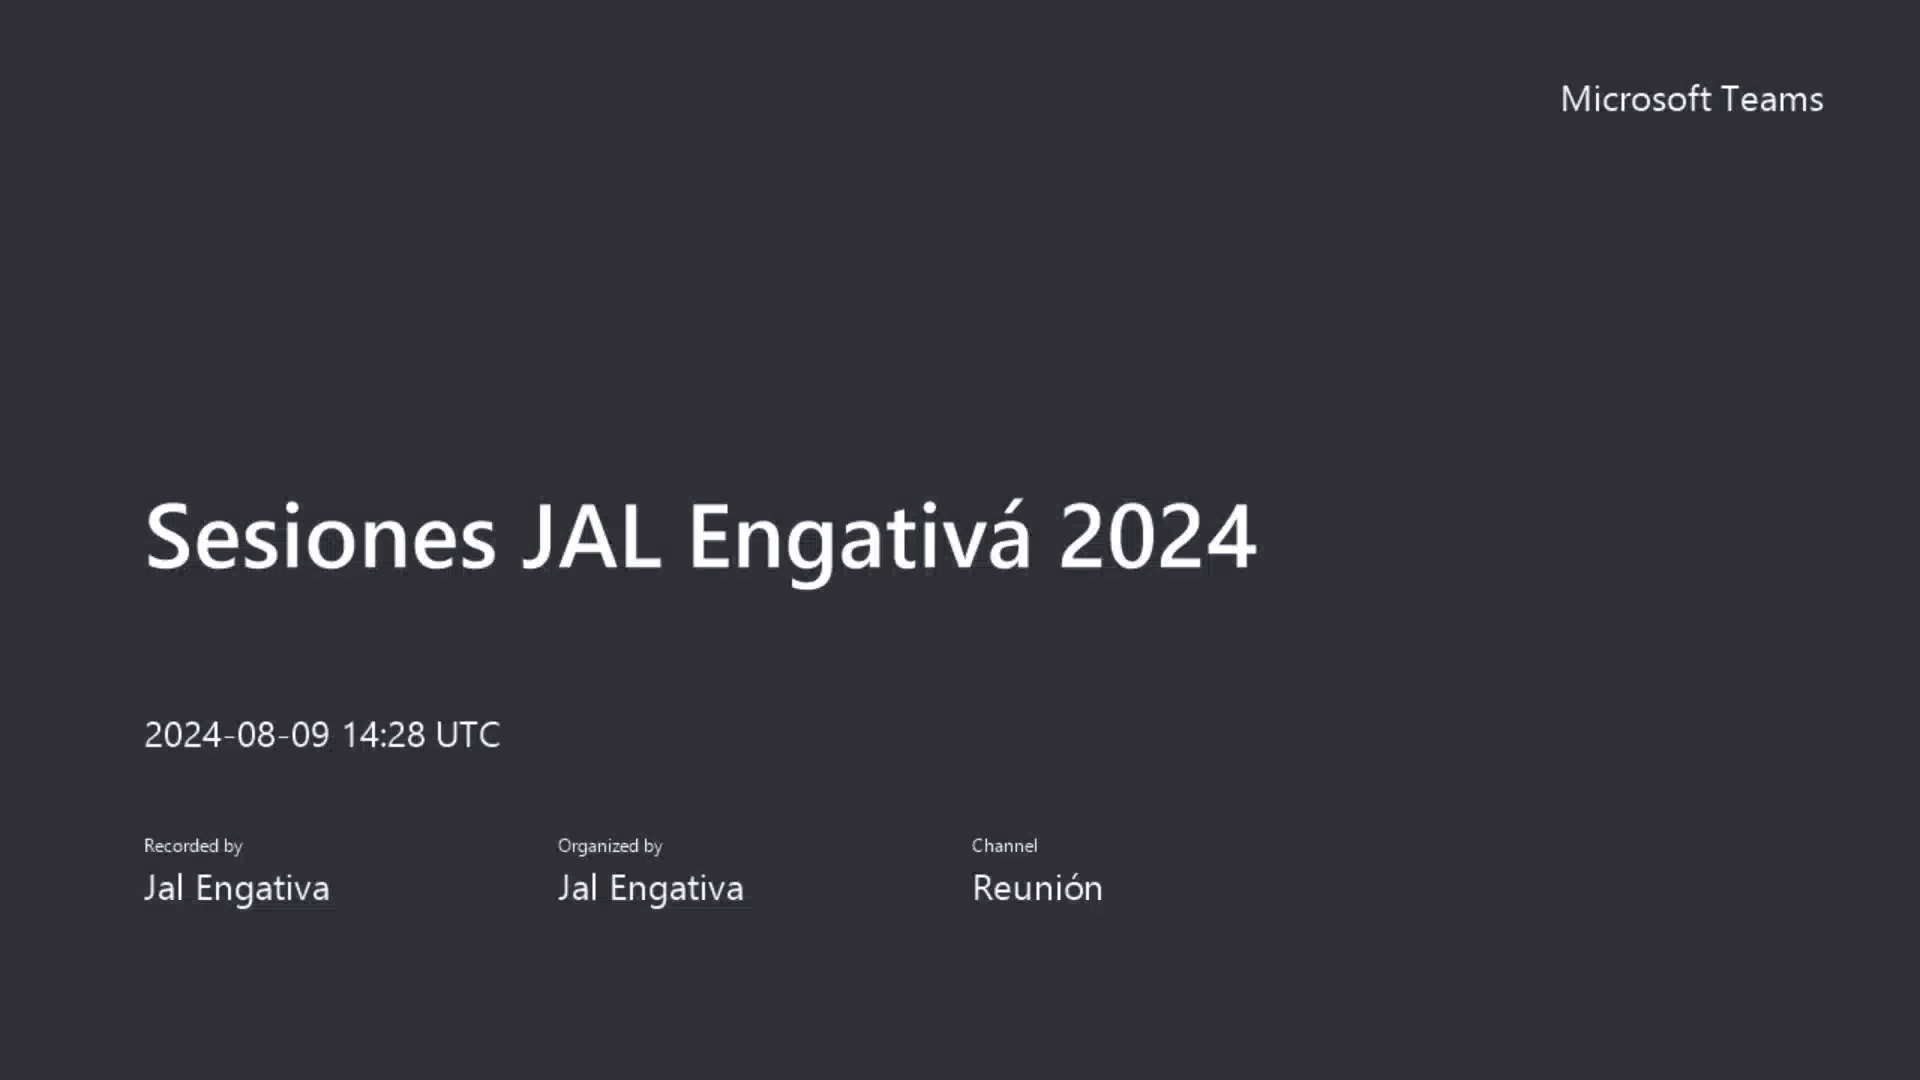 Microsoft Teams
Sesiones JAL Engativá 2024
2024-08-09 14:28 UTC
Recorded by
Jal Engativa
Organized by
Jal Engativa
Channel
Reunión